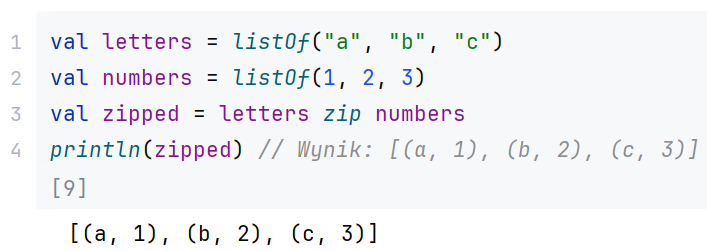 1 val letters = listOf("a", "b", "c")
2 val numbers = listOf(1, 2, 3)
3 val zipped = letters zip numbers
4 println(zipped) // Wynik: [(a, 1), (b, 2), (c, 3)]
[9]
[(a, 1), (b, 2), (c, 3)]